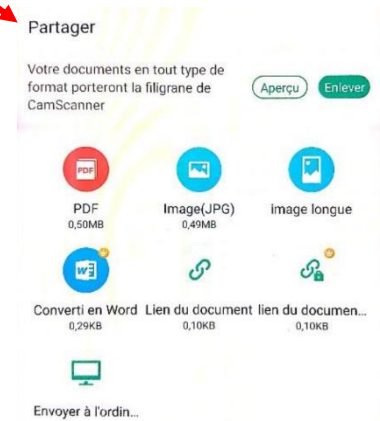 Partager
Votre documents en tout type de
format porteront la filigrane de
CamScanner
Aperçu
Enlever
PDF
PDF
0,50MB
Image(JPG)
0,49MB
image longue
W
Converti en Word
0,29KB
Lien du document
0,10KB
lien du documen...
0,10KB
Envoyer à l'ordin...